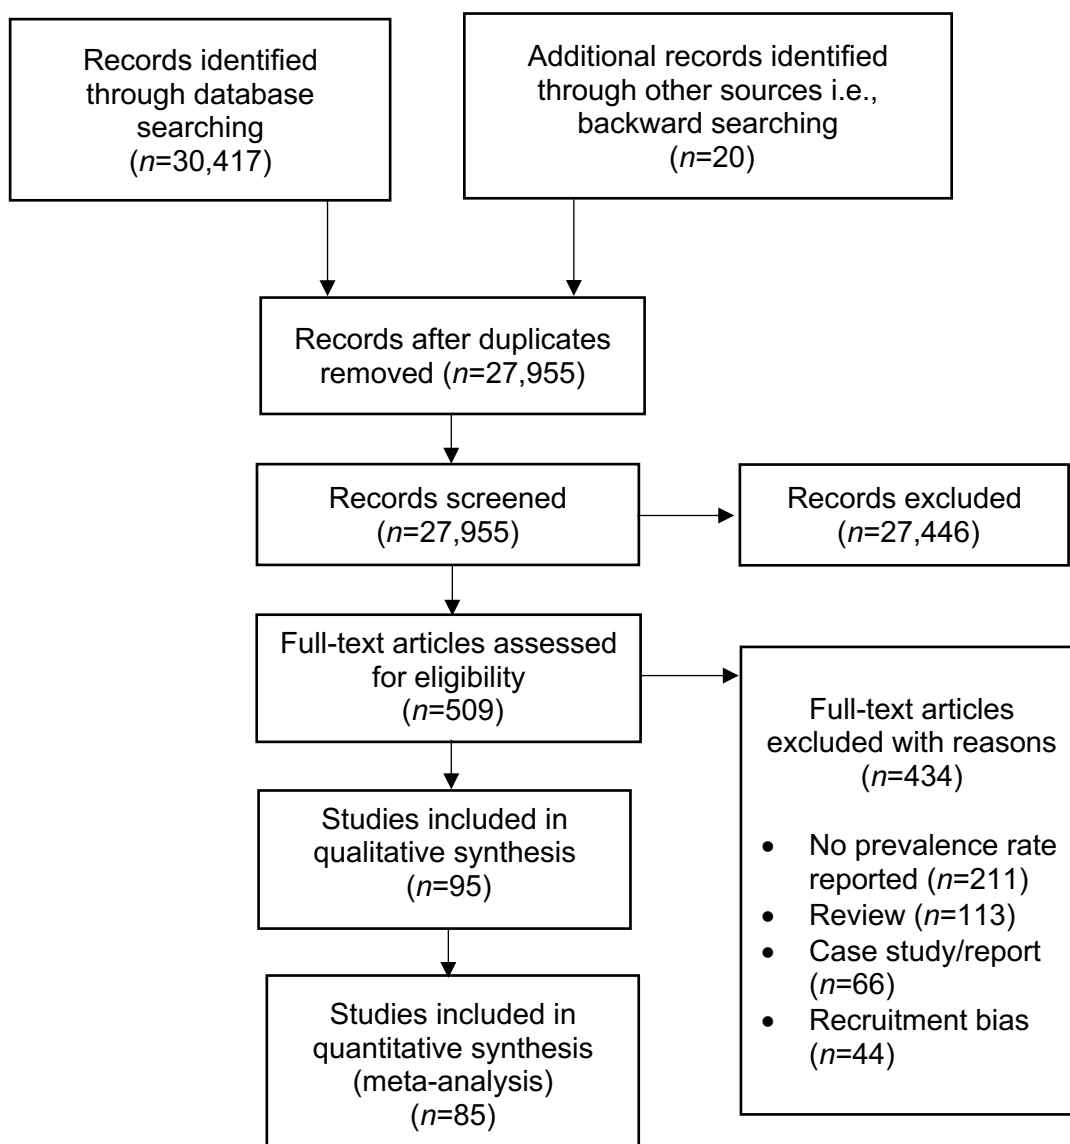 Records identified
through database
searching
(n=30,417)
Additional records identified
through other sources i.e.,
backward searching
(n=20)
Records after duplicates
removed (n=27,955)
Records screened
(n=27,955)
Records excluded
(n=27,446)
Full-text articles assessed
for eligibility
(n=509)
Full-text articles
excluded with reasons
(n=434)
• No prevalence rate
reported (n=211)
• Review (n=113)
• Case study/report
(n=66)
• Recruitment bias
(n=44)
Studies included in
qualitative synthesis
(n=95)
Studies included in
quantitative synthesis
(meta-analysis)
(n=85)